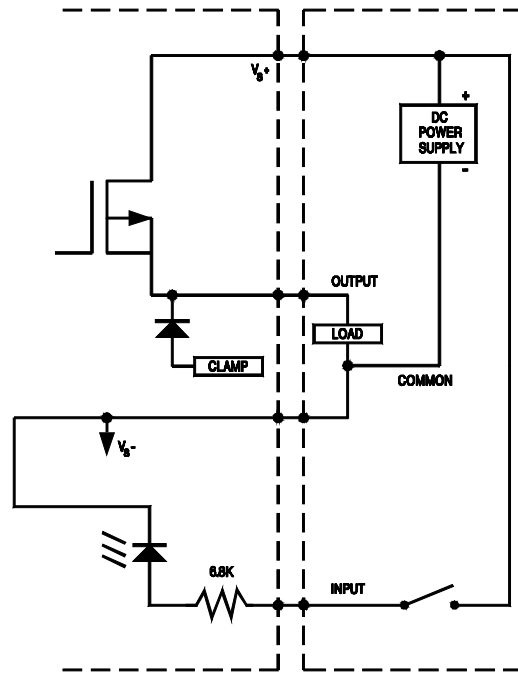 Vs+
+
DC
POWER
SUPPLY
-
OUTPUT
LOAD
CLAMP
COMMON
Vs-
6.8K
INPUT